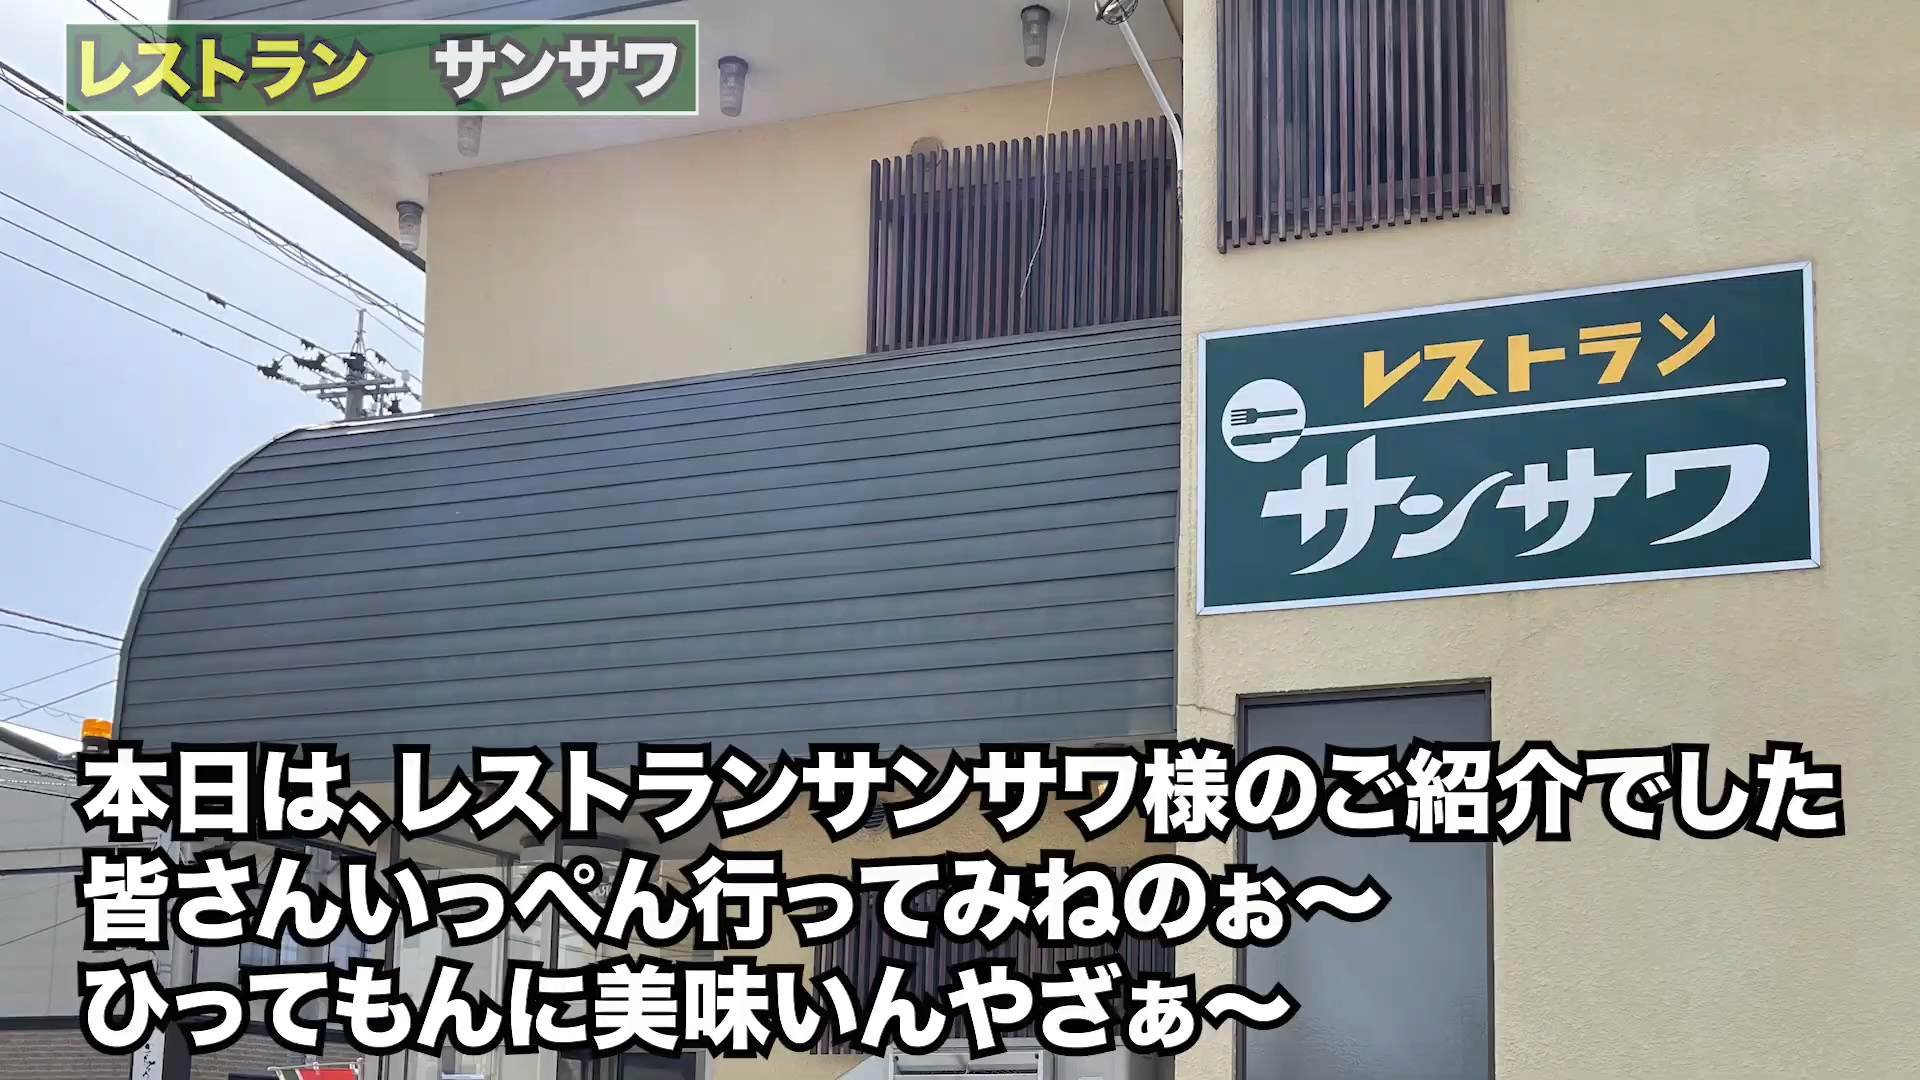 レストラン　サンサワ
レストラン
サンサワ
本日は、レストランサンサワ様のご紹介でした
皆さんいっぺん行ってみねのぉ〜
ひってもんに美味いんやざぁ〜